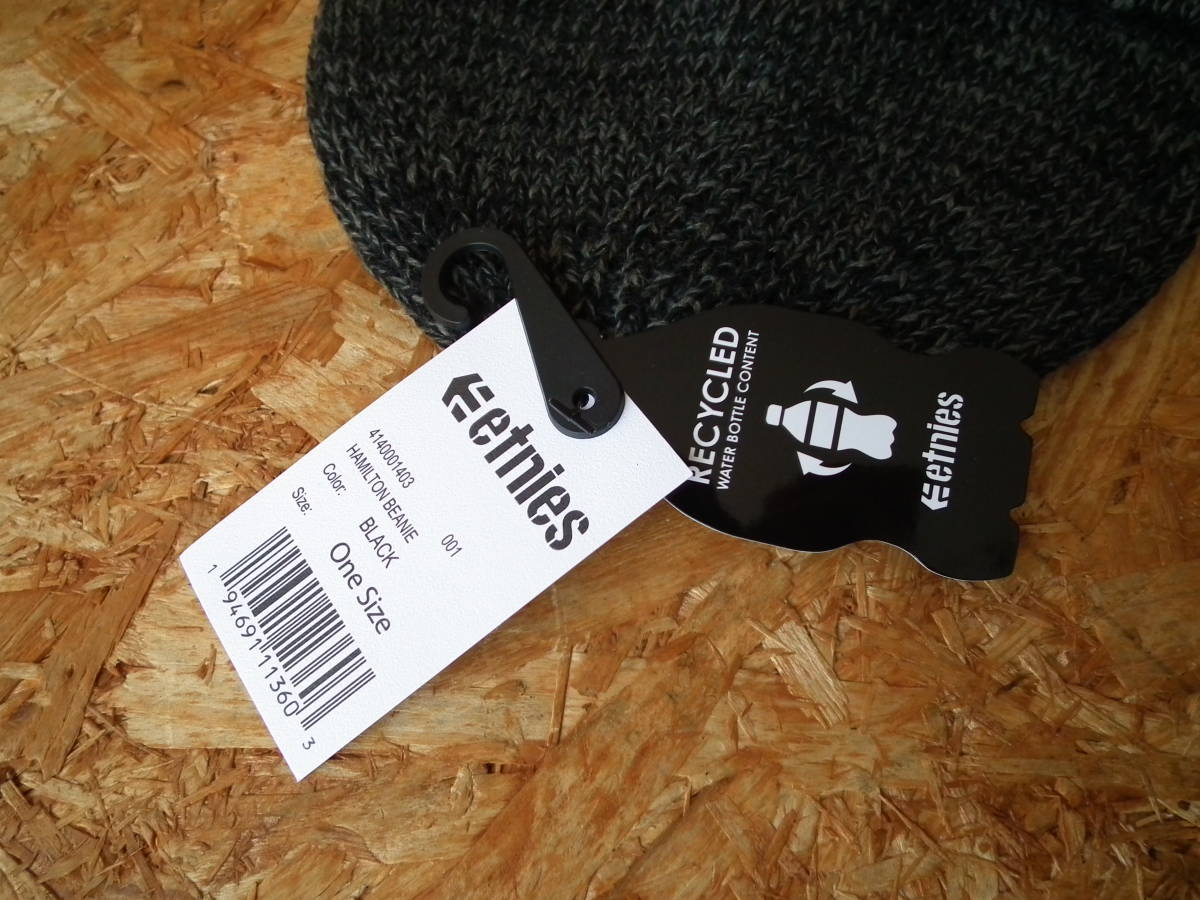 etnies
4140001403
HAMILTON BEANIE
Color: BLACK 001
Size: One Size
1 94691 11360 3
RECYCLED
WATER BOTTLE CONTENT
etnies